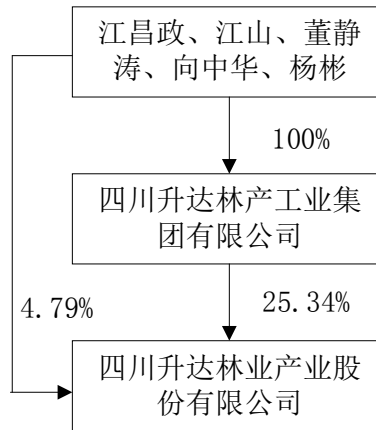 江昌政、江山、董静
涛、向中华、杨彬
100%
四川升达林产工业集
团有限公司
4.79%
25.34%
四川升达林业产业股
份有限公司